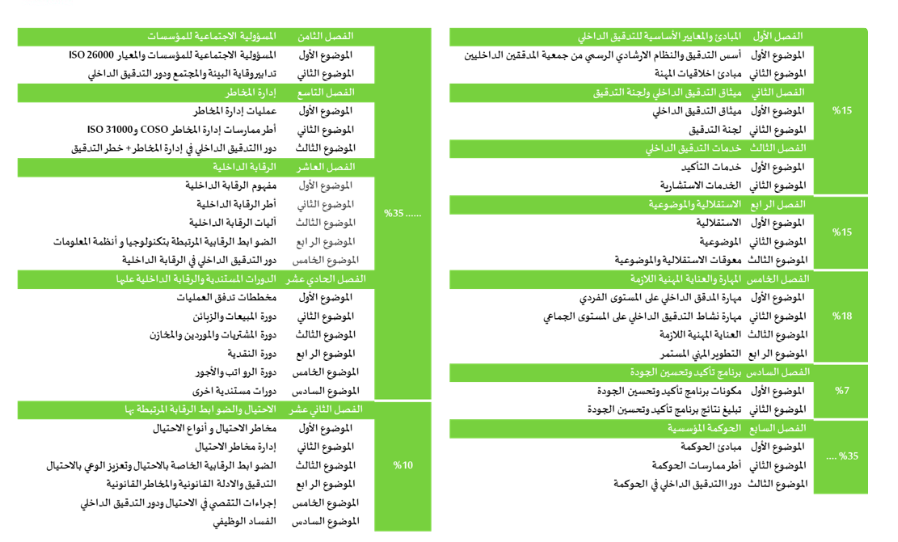 الفصل الأول المبادئ والمعايير الأساسية للتدقيق الداخلي
الموضوع الأول أسس التدقيق والنظام الارشادي الرسمي من جمعية المدققين الداخليين
الموضوع الثاني مبادئ اخلاقيات المهنة
الفصل الثاني ميثاق التدقيق الداخلي ولجنة التدقيق
%15
الموضوع الأول ميثاق التدقيق الداخلي
الموضوع الثاني لجنة التدقيق
الفصل الثالث خدمات التدقيق الداخلي
الموضوع الأول خدمات التأكيد
الموضوع الثاني الخدمات الاستشارية
الفصل الرابع الاستقلالية والموضوعية
الموضوع الأول الاستقلالية
%15
الموضوع الثاني الموضوعية
الموضوع الثالث معوقات الاستقلالية والموضوعية
الفصل الخامس المهارة والعناية المهنية اللازمة
الموضوع الأول مهارة المدقق الداخلي على المستوى الفردي
%18
الموضوع الثاني مهارة نشاط التدقيق الداخلي على المستوى الجماعي
الموضوع الثالث العناية المهنية اللازمة
الموضوع الرابع التطوير المهني المستمر
الفصل السادس برنامج تأكيد وتحسين الجودة
%7
الموضوع الأول مكونات برنامج تأكيد وتحسين الجودة
الموضوع الثاني تبليغ نتائج برنامج تأكيد وتحسين الجودة
الفصل السابع الحوكمة المؤسسية
الموضوع الأول مبادئ الحوكمة
%35 ....
الموضوع الثاني أطر ممارسات الحوكمة
الموضوع الثالث دور االتدقيق الداخلي في الحوكمة
الفصل الثامن المسؤولية الاجتماعية للمؤسسات
الموضوع الأول المسؤولية الاجتماعية للمؤسسات والمعيار ISO 26000
الموضوع الثاني تدابير وقاية البيئة والمجتمع ودور التدقيق الداخلي
الفصل التاسع إدارة المخاطر
الموضوع الأول عمليات إدارة المخاطر
الموضوع الثاني أطر ممارسات إدارة المخاطر COSO و ISO 31000
الموضوع الثالث دور االتدقيق الداخلي في إدارة المخاطر + خطر التدقيق
الفصل العاشر الرقابة الداخلية
الموضوع الأول مفهوم الرقابة الداخلية
الموضوع الثاني أطر الرقابة الداخلية
...... %35
الموضوع الثالث آليات الرقابة الداخلية
الموضوع الرابع الضوابط الرقابية المرتبطة بتكنولوجيا وأنظمة المعلومات
الموضوع الخامس دور التدقيق الداخلي في الرقابة الداخلية
الفصل الحادي عشر الدورات المستندية والرقابة الداخلية عليها
الموضوع الأول مخططات تدفق العمليات
الموضوع الثاني دورة المبيعات والزبائن
الموضوع الثالث دورة المشتريات والموردين والمخازن
الموضوع الرابع دورة النقدية
الموضوع الخامس دورة الرواتب والأجور
الموضوع السادس دورات مستندية اخرى
الفصل الثاني عشر الاحتيال والضوابط الرقابة المرتبطة بها
الموضوع الأول مخاطر الاحتيال وأنواع الاحتيال
الموضوع الثاني إدارة مخاطر الاحتيال
%10
الموضوع الثالث الضوابط الرقابية الخاصة بالاحتيال وتعزيز الوعي بالاحتيال
الموضوع الرابع التدقيق والادلة القانونية والمخاطر القانونية
الموضوع الخامس إجراءات التقصي في الاحتيال ودور التدقيق الداخلي
الموضوع السادس الفساد الوظيفي